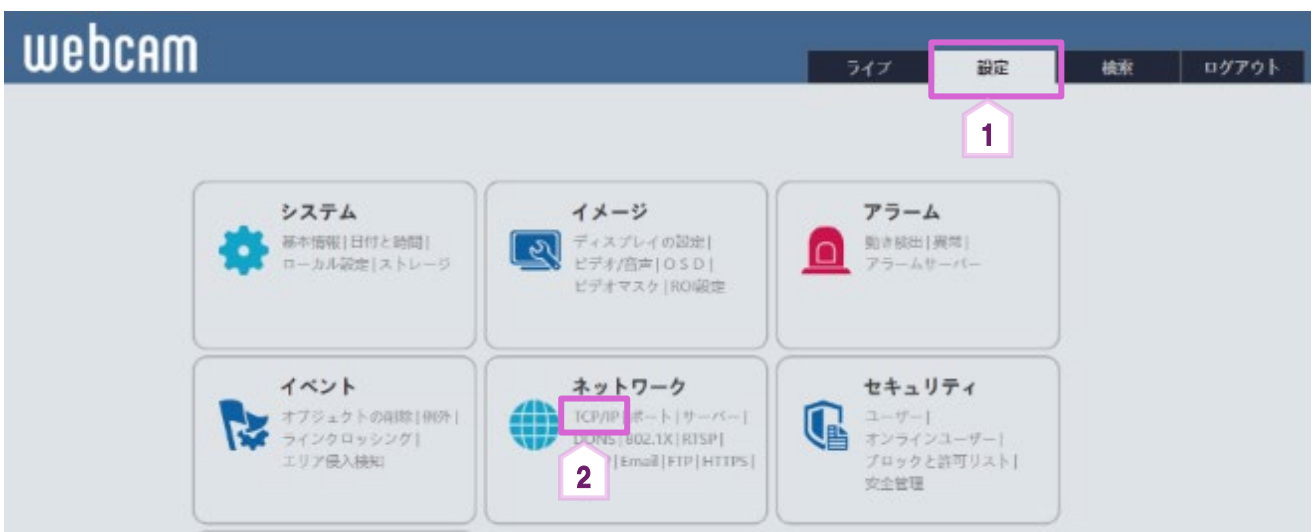 webcam
ライブ 設定 検索 ログアウト
1
システム
基本情報|日付と時間|
ローカル設定|ストレージ
イメージ
ディスプレイの設定|
ビデオ/音声|OSD|
ビデオマスク|ROI設定
アラーム
動き検出|異常|
アラームサーバー
イベント
オブジェクトの削除|例外|
ラインクロッシング|
エリア侵入検知
ネットワーク
TCP/IP|ポート|サーバー|
DDNS|802.1X|RTSP|
|Email|FTP|HTTPS|
2
セキュリティ
ユーザー|
オンラインユーザー|
ブロックと許可リスト|
安全管理